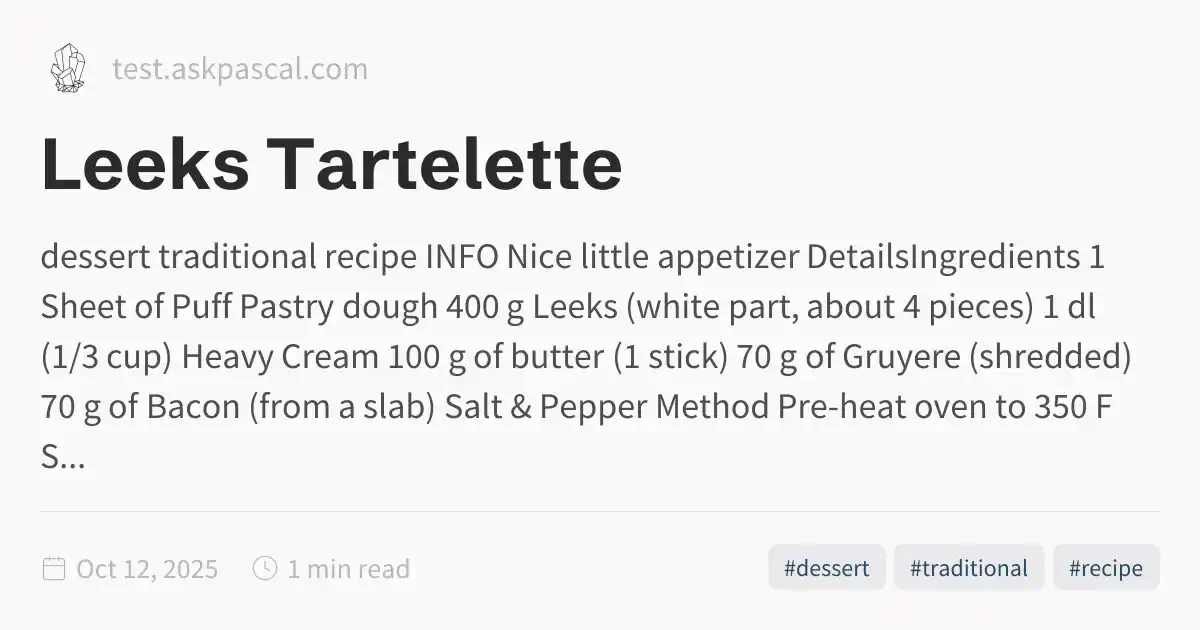 test.askpascal.com
Leeks Tartelette
dessert traditional recipe INFO Nice little appetizer DetailsIngredients 1
Sheet of Puff Pastry dough 400 g Leeks (white part, about 4 pieces) 1 dl
(1/3 cup) Heavy Cream 100 g of butter (1 stick) 70 g of Gruyere (shredded)
70 g of Bacon (from a slab) Salt & Pepper Method Pre-heat oven to 350 F
S...
Oct 12, 2025 1 min read #dessert #traditional #recipe